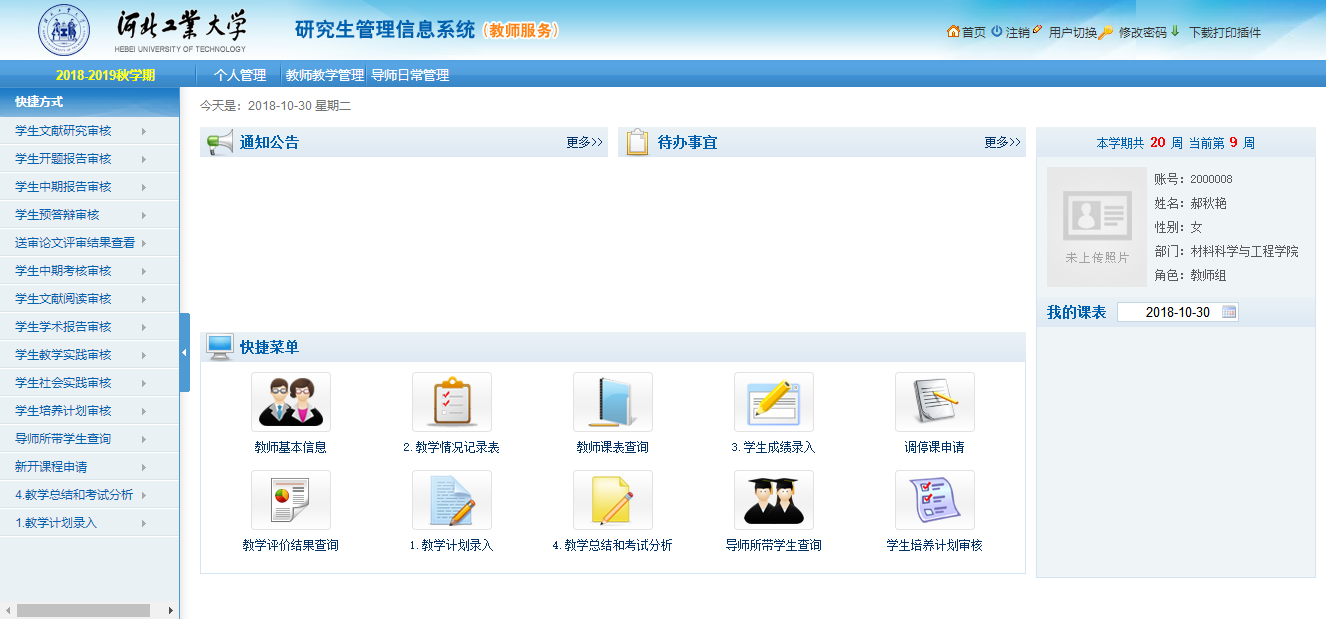 河北工業大学
HEBEI UNIVERSITY OF TECHNOLOGY
研究生管理信息系统（教师服务）
首页 注销 用户切换 修改密码 下载打印插件
2018-2019秋学期 个人管理 教师教学管理 导师日常管理
快捷方式
学生文献研究审核
学生开题报告审核
学生中期报告审核
学生预答辩审核
送审论文评审结果查看
学生中期考核审核
学生文献阅读审核
学生学术报告审核
学生教学实践审核
学生社会实践审核
学生培养计划审核
导师所带学生查询
新开课程申请
4.教学总结和考试分析
1.教学计划录入
今天是：2018-10-30 星期二
通知公告 更多>>
待办事宜 更多>>
快捷菜单
教师基本信息 2.教学情况记录表 教师课表查询 3.学生成绩录入 调停课申请
教学评价结果查询 1.教学计划录入 4.教学总结和考试分析 导师所带学生查询 学生培养计划审核
本学期共 20 周 当前第 9 周
未上传照片
账号：2000008
姓名：郝秋艳
性别：女
部门：材料科学与工程学院
角色：教师组
我的课表 2018-10-30